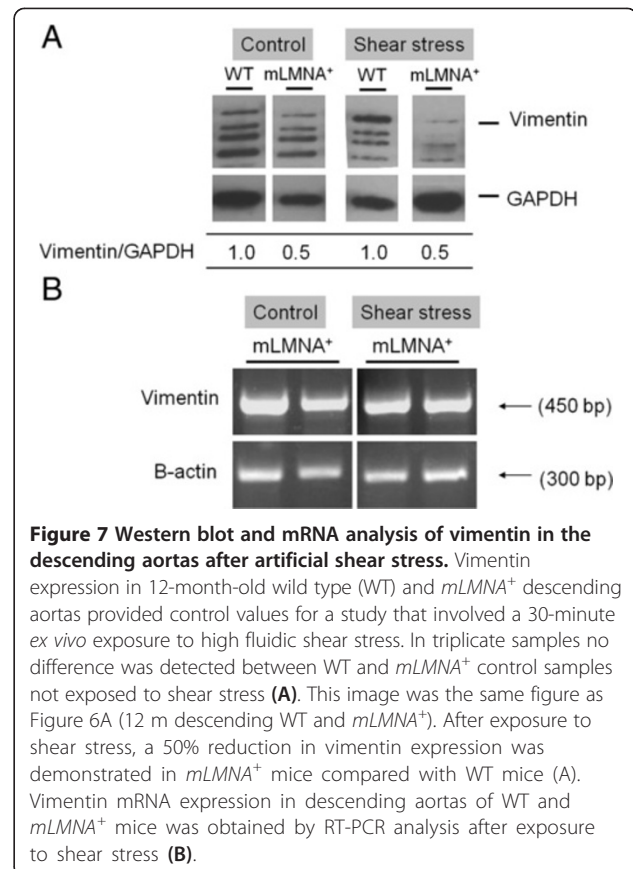 A
Control Shear stress
WT mLMNA⁺ WT mLMNA⁺
Vimentin
GAPDH
Vimentin/GAPDH 1.0 0.5 1.0 0.5
B
Control Shear stress
mLMNA⁺ mLMNA⁺
Vimentin (450 bp)
B-actin (300 bp)
Figure 7 Western blot and mRNA analysis of vimentin in the
descending aortas after artificial shear stress. Vimentin
expression in 12-month-old wild type (WT) and mLMNA⁺ descending
aortas provided control values for a study that involved a 30-minute
ex vivo exposure to high fluidic shear stress. In triplicate samples no
difference was detected between WT and mLMNA⁺ control samples
not exposed to shear stress (A). This image was the same figure as
Figure 6A (12 m descending WT and mLMNA⁺). After exposure to
shear stress, a 50% reduction in vimentin expression was
demonstrated in mLMNA⁺ mice compared with WT mice (A).
Vimentin mRNA expression in descending aortas of WT and
mLMNA⁺ mice was obtained by RT-PCR analysis after exposure
to shear stress (B).